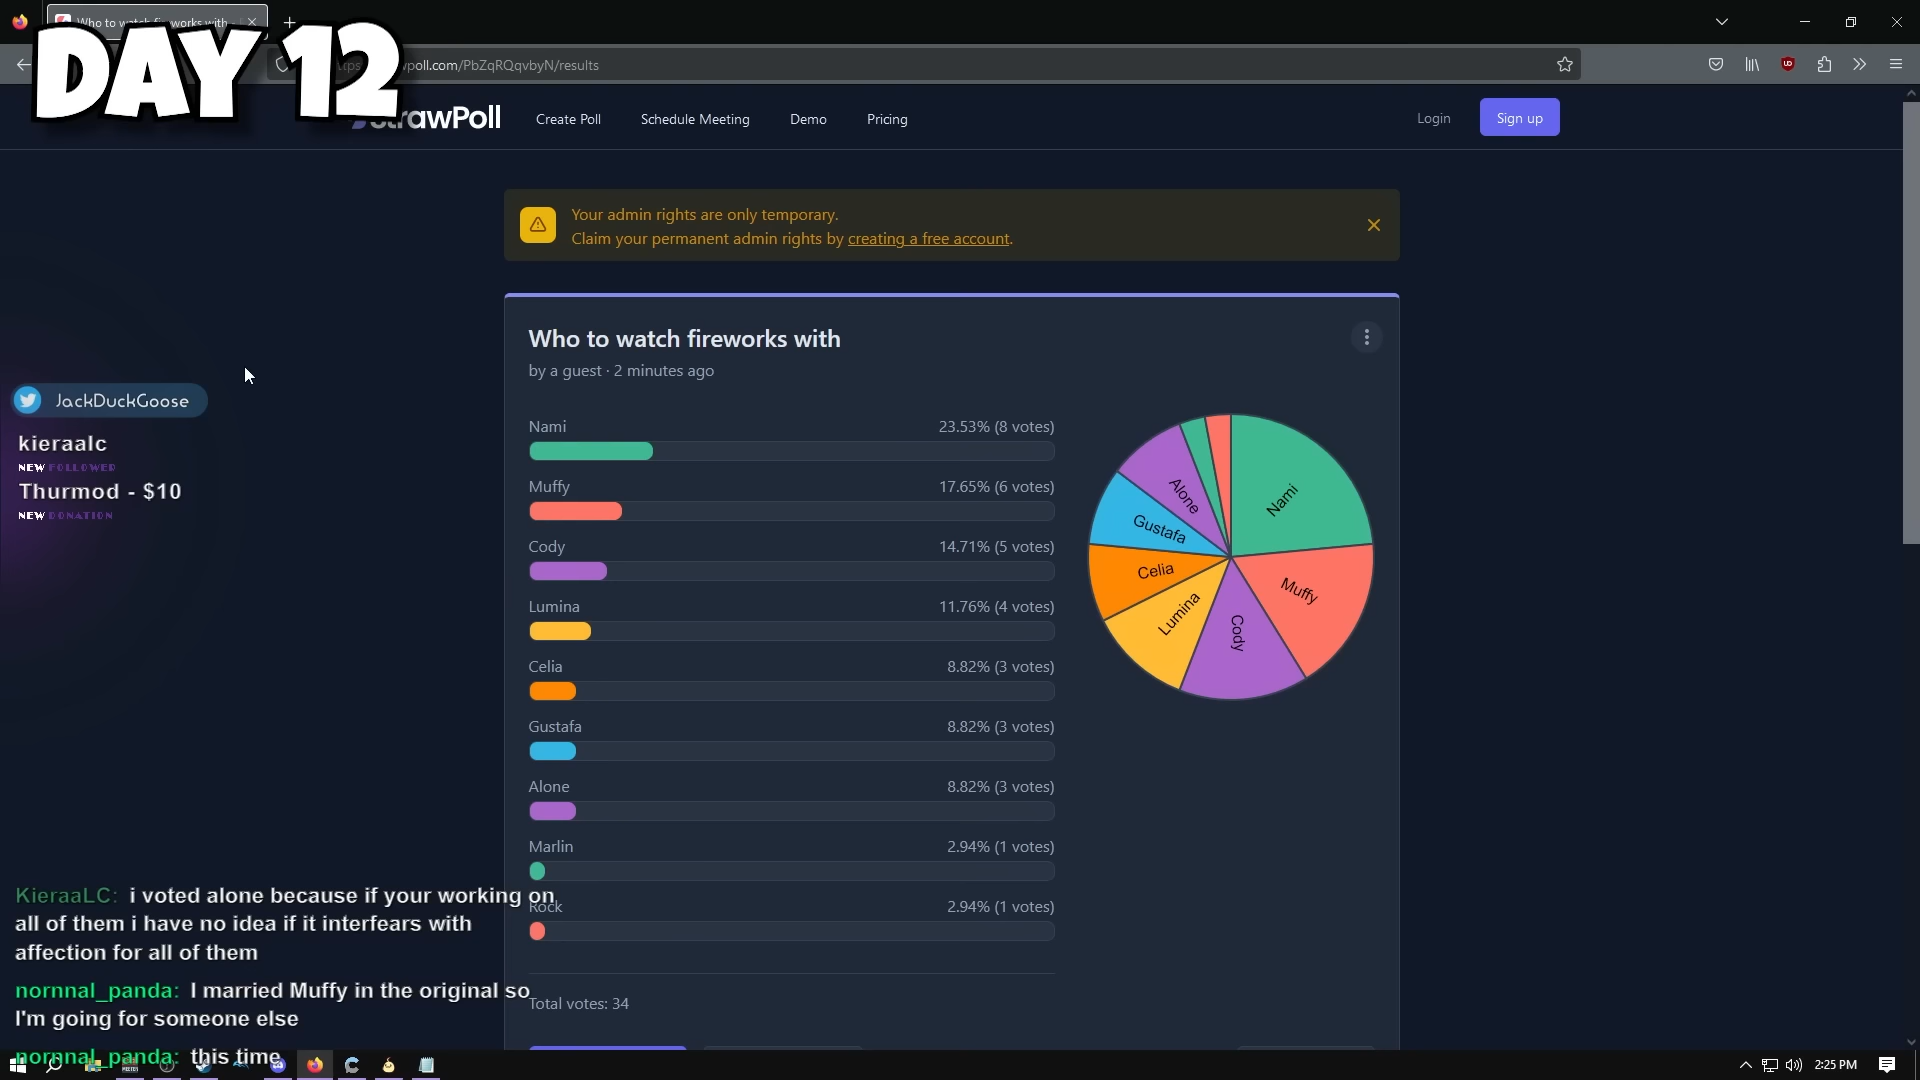 Who to watch fireworks with
DAY 12
poll.com/PbZqRQqvbyN/results
StrawPoll
Create Poll
Schedule Meeting
Demo
Pricing
Login
Sign up
Your admin rights are only temporary.
Claim your permanent admin rights by creating a free account.
Who to watch fireworks with
by a guest · 2 minutes ago
Nami 23.53% (8 votes)
Muffy 17.65% (6 votes)
Cody 14.71% (5 votes)
Lumina 11.76% (4 votes)
Celia 8.82% (3 votes)
Gustafa 8.82% (3 votes)
Alone 8.82% (3 votes)
Marlin 2.94% (1 votes)
Rock 2.94% (1 votes)
Total votes: 34
Nami
Muffy
Cody
Lumina
Celia
Gustafa
Alone
JackDuckGoose
kieraalc
NEW FOLLOWER
Thurmod - $10
NEW DONATION
KieraaLC: i voted alone because if your working on
all of them i have no idea if it interfears with
affection for all of them
nornnal_panda: I married Muffy in the original so
I'm going for someone else
nornnal_panda: this time
2:25 PM